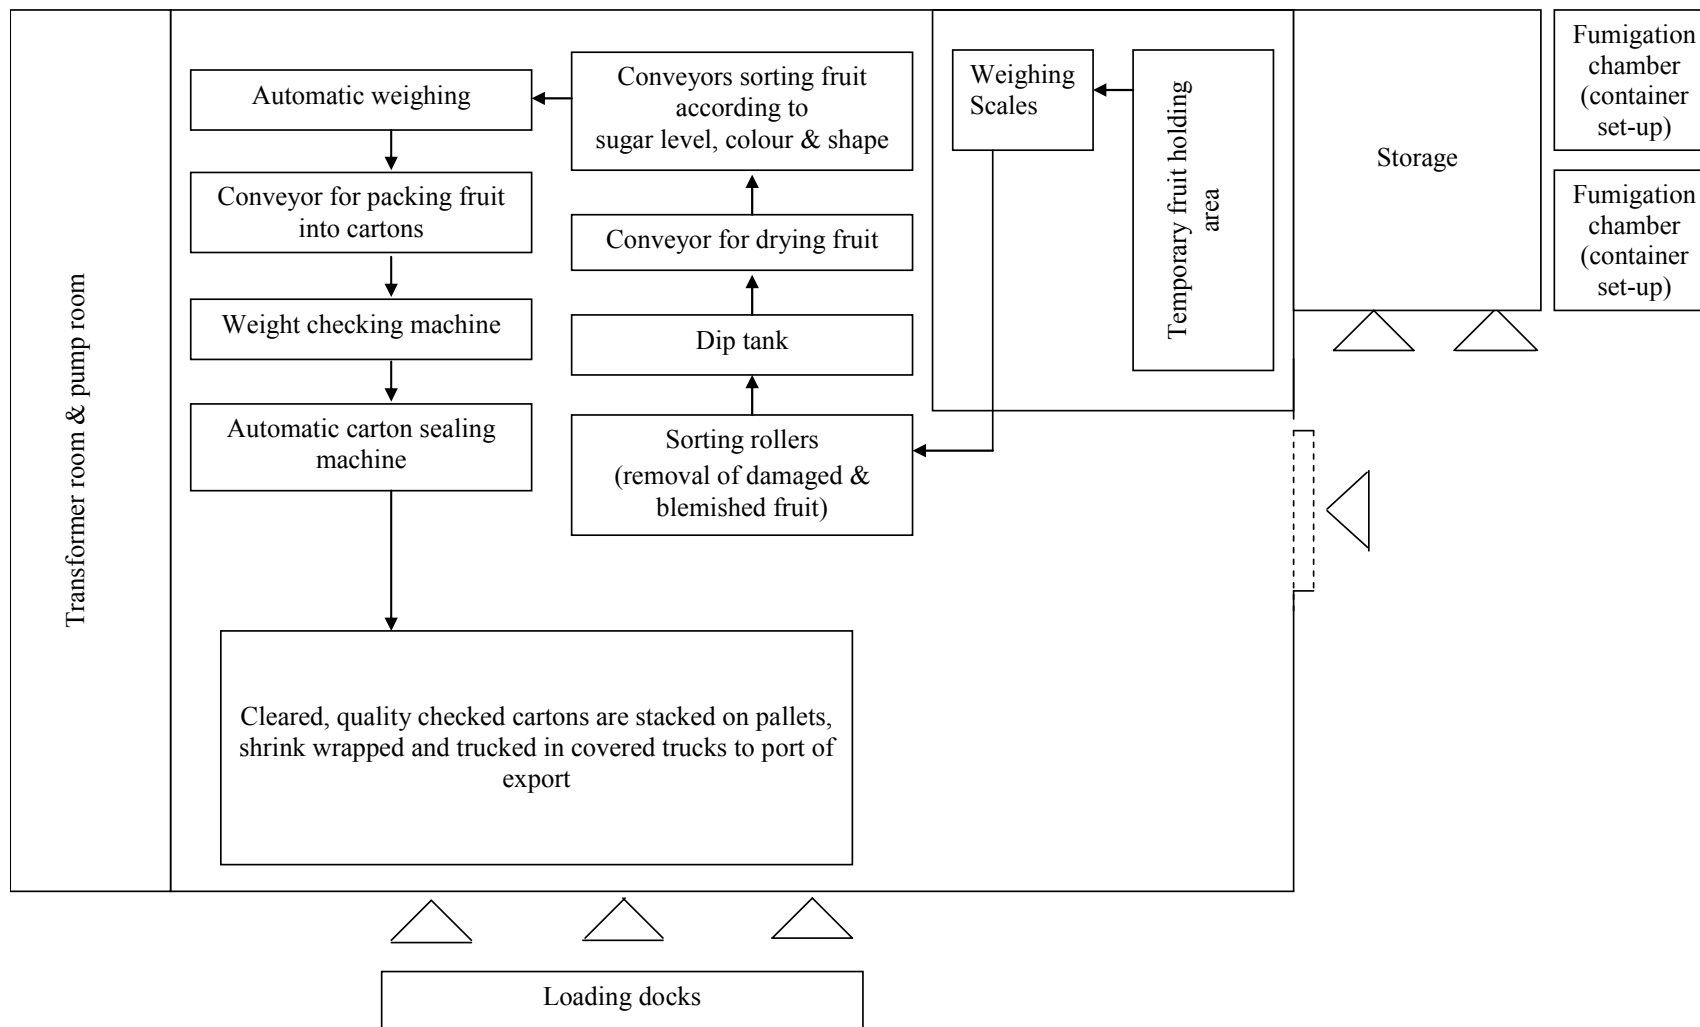 Transformer room & pump room
Automatic weighing
Conveyor for packing fruit
into cartons
Weight checking machine
Automatic carton sealing
machine
Conveyors sorting fruit
according to
sugar level, colour & shape
Conveyor for drying fruit
Dip tank
Sorting rollers
(removal of damaged &
blemished fruit)
Weighing
Scales
Temporary fruit holding
area
Storage
Fumigation
chamber
(container
set-up)
Fumigation
chamber
(container
set-up)
Cleared, quality checked cartons are stacked on pallets,
shrink wrapped and trucked in covered trucks to port of
export
Loading docks